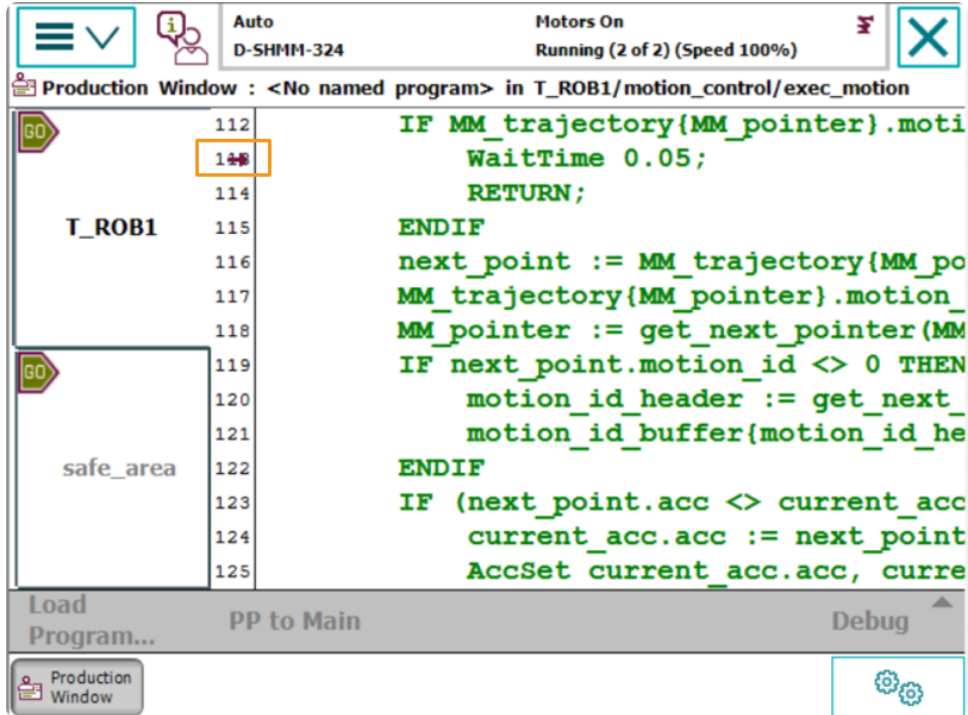 Auto
Motors On
D-SHMM-324
Running (2 of 2) (Speed 100%)
Production Window : <No named program> in T_ROB1/motion_control/exec_motion
GO
T_ROB1
GO
safe_area
112 IF MM_trajectory{MM_pointer}.moti
113 WaitTime 0.05;
114 RETURN;
115 ENDIF
116 next_point := MM_trajectory{MM_po
117 MM_trajectory{MM_pointer}.motion_
118 MM_pointer := get_next_pointer(MM
119 IF next_point.motion_id <> 0 THEN
120 motion_id_header := get_next_
121 motion_id_buffer{motion_id_he
122 ENDIF
123 IF (next_point.acc <> current_acc
124 current_acc.acc := next_point
125 AccSet current_acc.acc, curre
Load
Program...
PP to Main
Debug
Production
Window